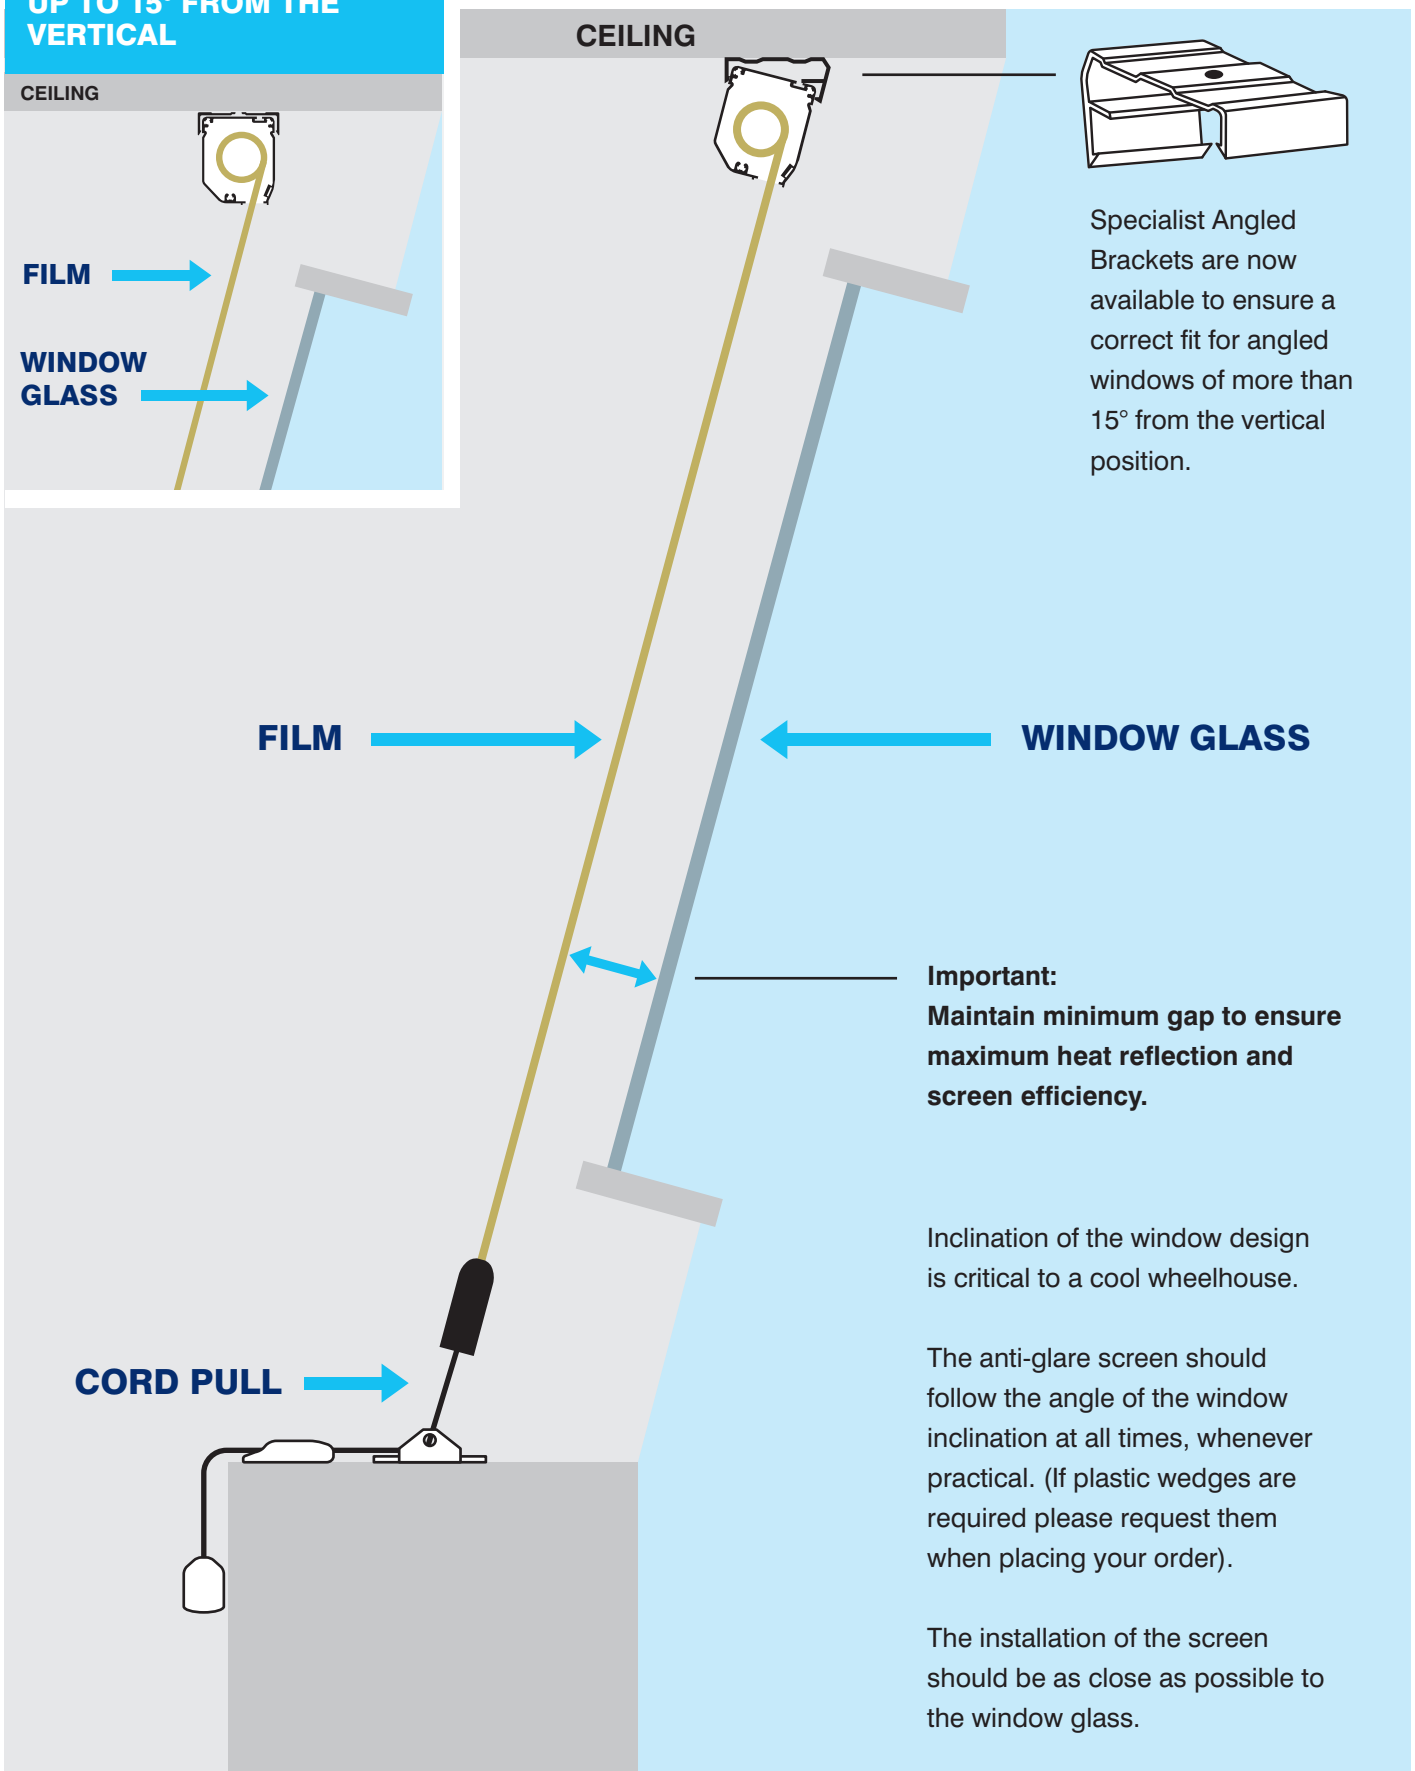 UP TO 15° FROM THE
VERTICAL
CEILING
FILM
WINDOW
GLASS
CEILING
Specialist Angled
Brackets are now
available to ensure a
correct fit for angled
windows of more than
15° from the vertical
position.
FILM
WINDOW GLASS
Important:
Maintain minimum gap to ensure
maximum heat reflection and
screen efficiency.
Inclination of the window design
is critical to a cool wheelhouse.
The anti-glare screen should
follow the angle of the window
inclination at all times, whenever
practical. (If plastic wedges are
required please request them
when placing your order).
The installation of the screen
should be as close as possible to
the window glass.
CORD PULL